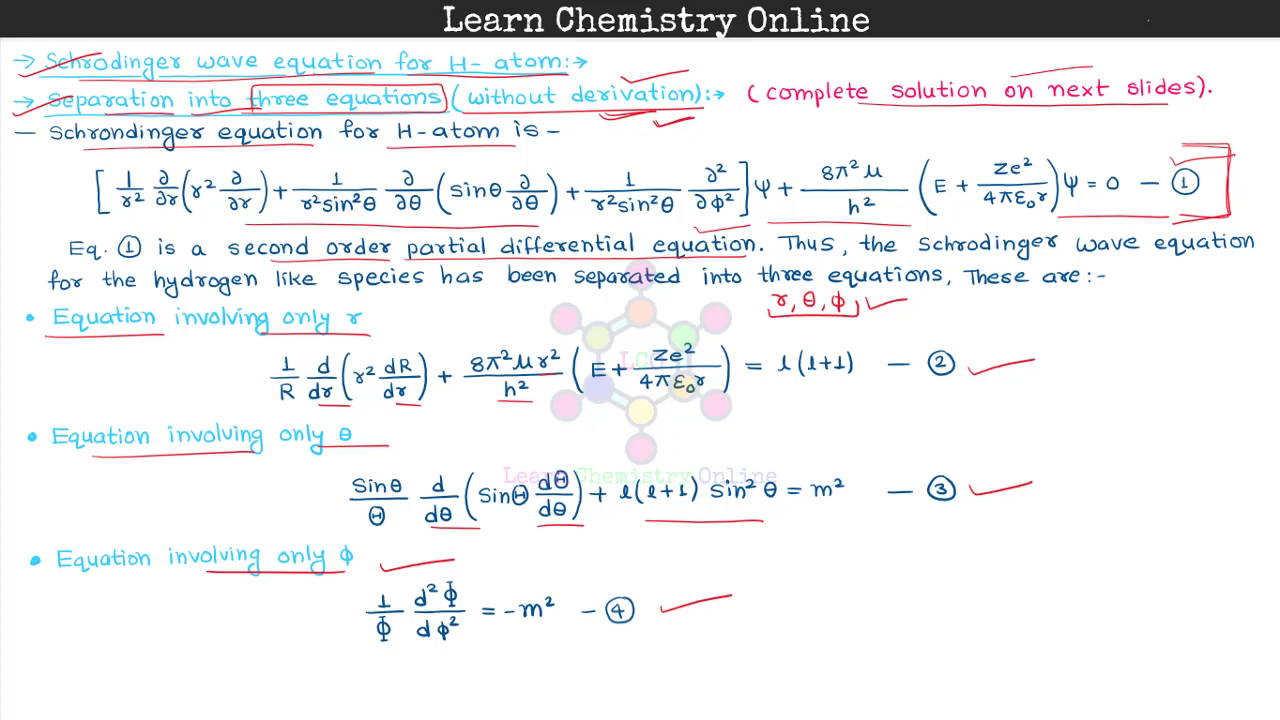 Learn Chemistry Online
→ Schrodinger wave equation for H- atom:→
→ Separation into three equations (without derivation):→ (complete solution on next slides).
— Schrondinger equation for H-atom is -
[1/r² ∂/∂r (r² ∂/∂r) + 1/r²sin²θ ∂/∂θ (sinθ ∂/∂θ) + 1/r²sin²θ ∂²/∂ϕ²] ψ + 8π²μ/h² (E + Ze²/4πε₀r) ψ = 0 — ①
Eq. ① is a second order partial differential equation. Thus, the Schrodinger wave equation
for the hydrogen like species has been separated into three equations, These are:-
r, θ, ϕ
• Equation involving only r
1/R d/dr (r² dR/dr) + 8π²μr²/h² (E + Ze²/4πε₀r) = l(l+1) — ②
LCO
• Equation involving only θ
Learn Chemistry Online
Sinθ/Θ d/dθ (SinΘ dΘ/dθ) + l(l+1) Sin²θ = m² — ③
• Equation involving only ϕ
1/Φ d²Φ/dϕ² = -m² - ④